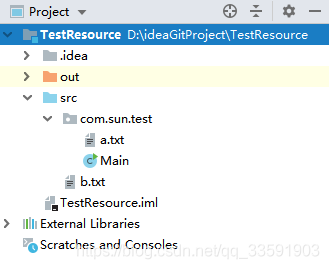 Project
TestResource D:\ideaGitProject\TestResource
.idea
out
src
com.sun.test
a.txt
Main
b.txt
TestResource.iml
External Libraries
Scratches and Consoles
https://blog.csdn.net/qq_33591903